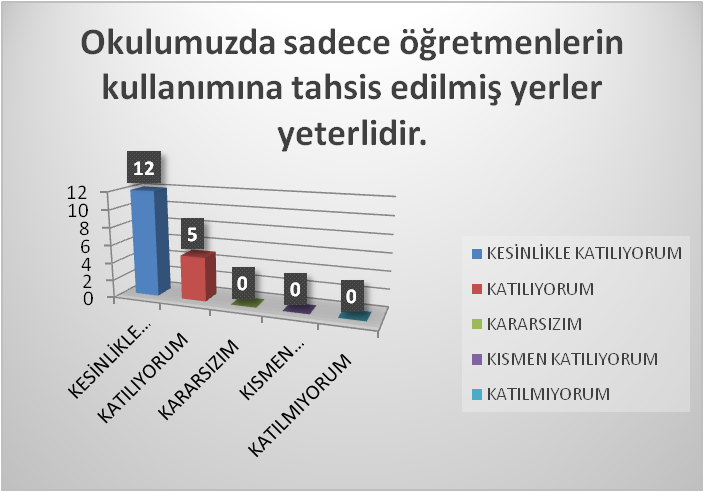 Okulumuzda sadece öğretmenlerin
kullanımına tahsis edilmiş yerler
yeterlidir.
12
5
0
0
0
12
10
8
6
4
2
0
KESİNLİKLE...
KATILIYORUM
KARARSIZIM
KISMEN...
KATILMIYORUM
KESİNLİKLE KATILIYORUM
KATILIYORUM
KARARSIZIM
KISMEN KATILIYORUM
KATILMIYORUM